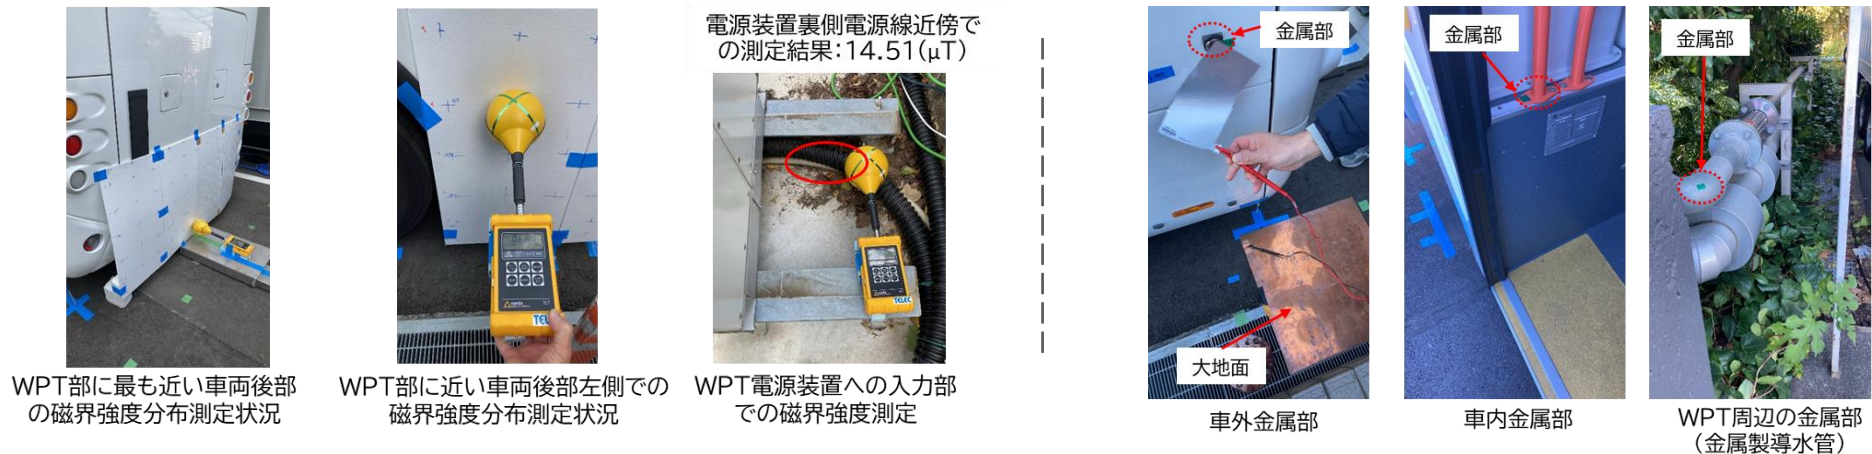 電源装置裏側電源線近傍で
の測定結果:14.51(μT)
WPT部に最も近い車両後部
の磁界強度分布測定状況
TEL
WPT部に近い車両後部左側での
磁界強度分布測定状況
TELEC
WPT電源装置への入力部
での磁界強度測定
金属部
大地面
車外金属部
金属部
車内金属部
金属部
WPT周辺の金属部
(金属製導水管)